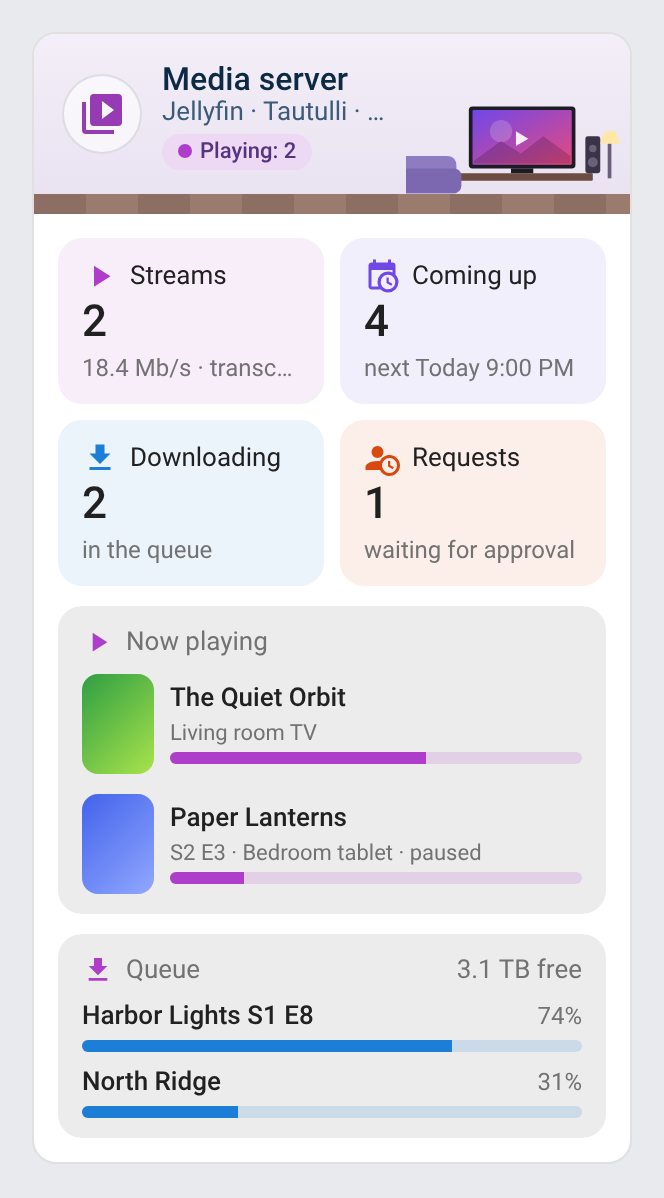 Media server
Jellyfin · Tautulli · …
Playing: 2
Streams
2
18.4 Mb/s · transc…
Coming up
4
next Today 9:00 PM
Downloading
2
in the queue
Requests
1
waiting for approval
Now playing
The Quiet Orbit
Living room TV
Paper Lanterns
S2 E3 · Bedroom tablet · paused
Queue 3.1 TB free
Harbor Lights S1 E8 74%
North Ridge 31%